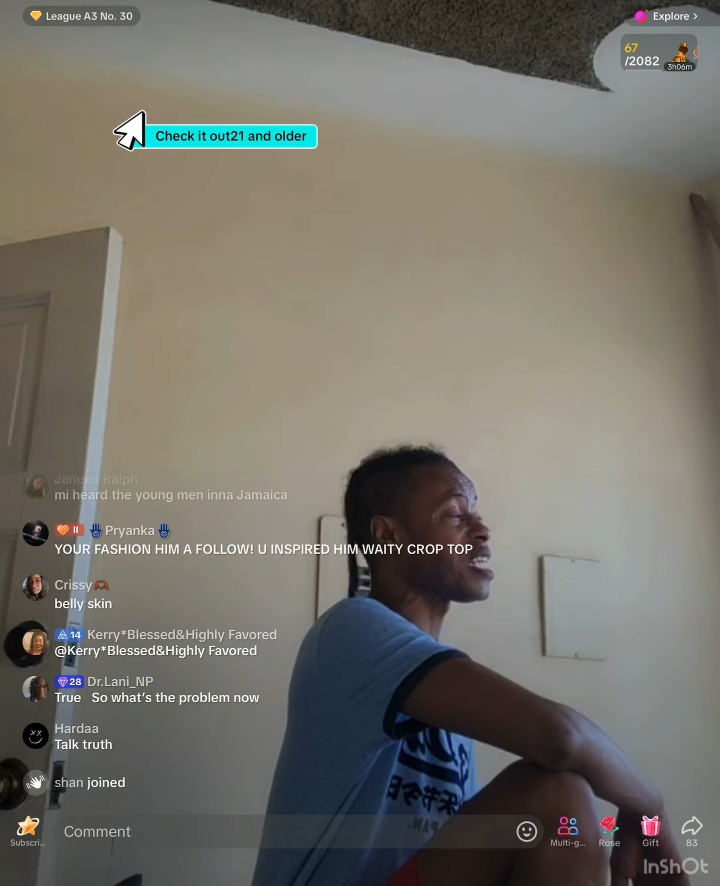 League A3 No. 30
Explore >
67
/2082
3h06m
Check it out21 and older
Janeen Ralph
mi heard the young men inna Jamaica
II Pryanka
YOUR FASHION HIM A FOLLOW! U INSPIRED HIM WAITY CROP TOP
Crissy
belly skin
14 Kerry*Blessed&Highly Favored
@Kerry*Blessed&Highly Favored
28 Dr.Lani_NP
True So what's the problem now
Hardaa
Talk truth
shan joined
Comment
Subscri...
Multi-g...
Rose
Gift
83
InShOt